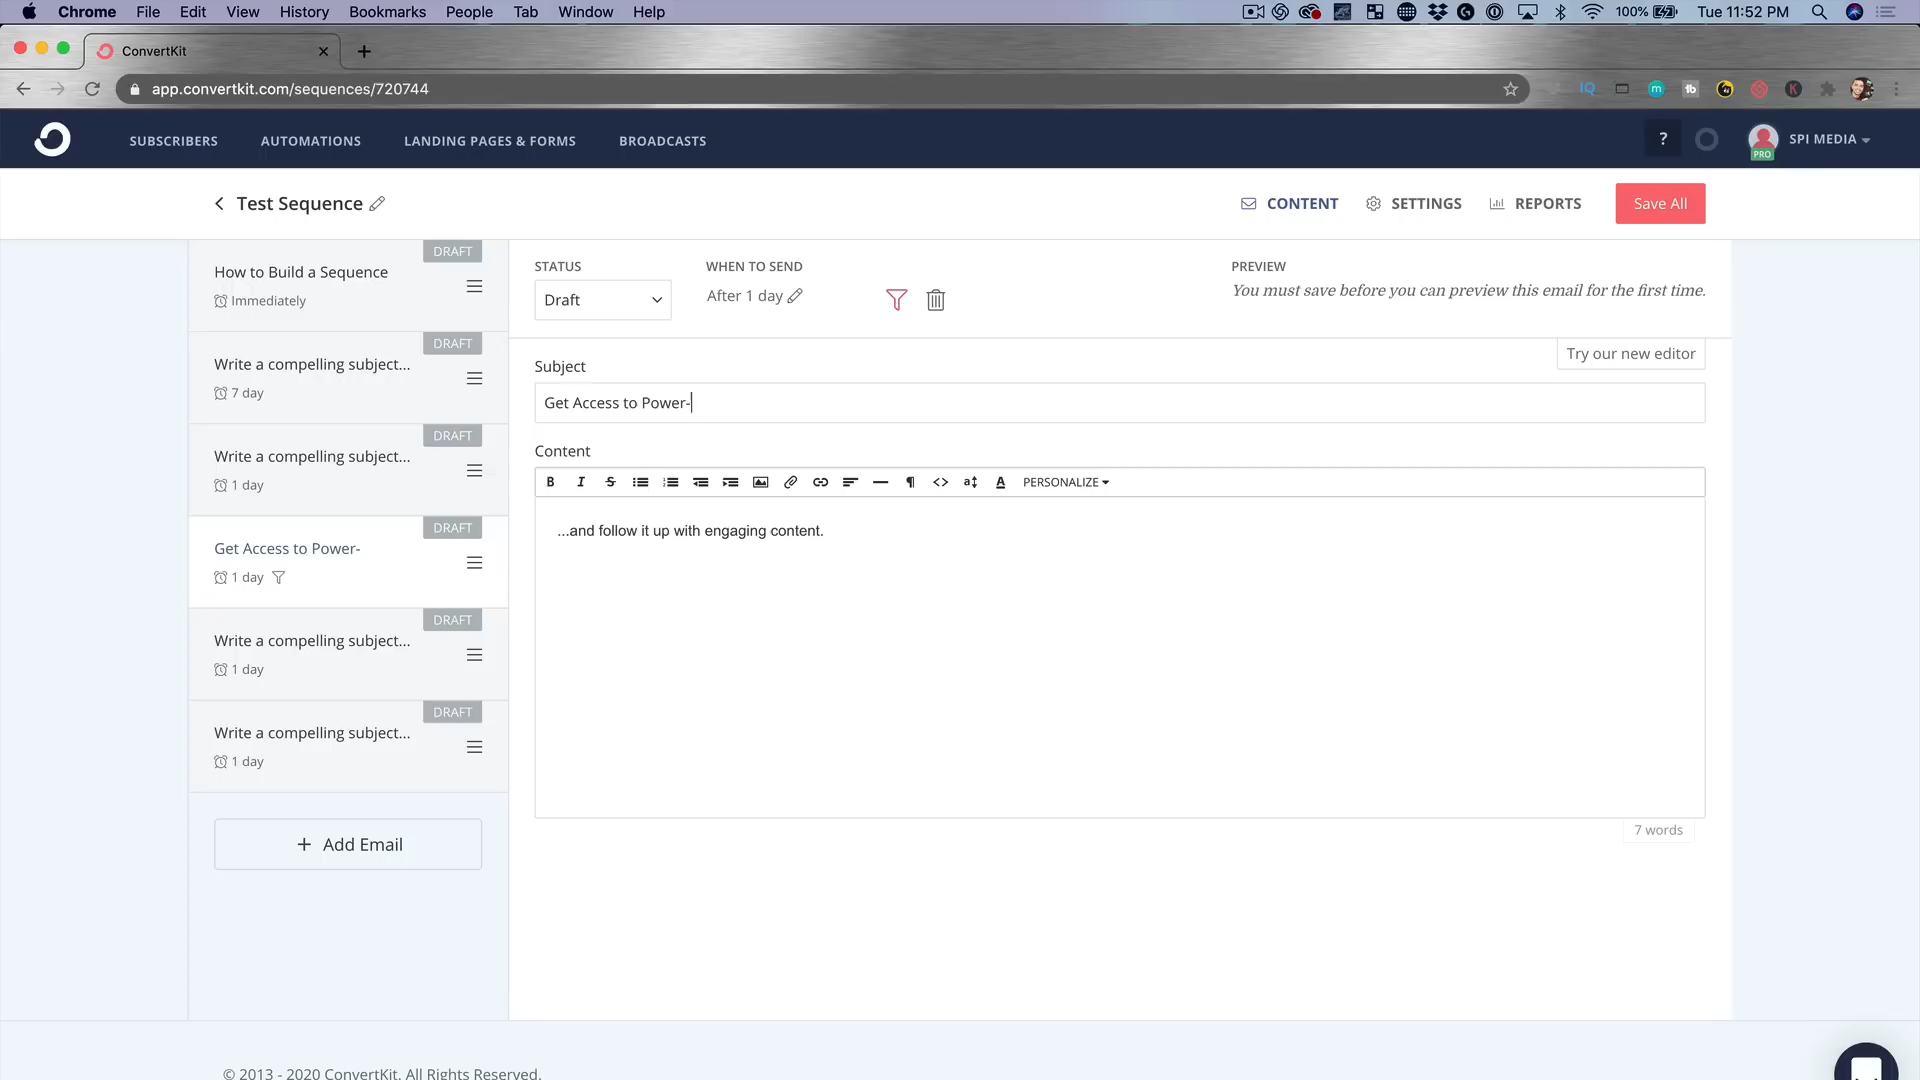 Chrome File Edit View History Bookmarks People Tab Window Help 100% Tue 11:52 PM
ConvertKit
app.convertkit.com/sequences/720744
SUBSCRIBERS AUTOMATIONS LANDING PAGES & FORMS BROADCASTS ? PRO SPI MEDIA
Test Sequence CONTENT SETTINGS REPORTS Save All
DRAFT
How to Build a Sequence
Immediately
DRAFT
Write a compelling subject...
7 day
DRAFT
Write a compelling subject...
1 day
DRAFT
Get Access to Power-
1 day
DRAFT
Write a compelling subject...
1 day
DRAFT
Write a compelling subject...
1 day
+ Add Email
STATUS WHEN TO SEND PREVIEW
Draft After 1 day You must save before you can preview this email for the first time.
Try our new editor
Subject
Get Access to Power-
Content
B I S PERSONALIZE
...and follow it up with engaging content.
7 words
© 2013 - 2020 ConvertKit. All Rights Reserved.